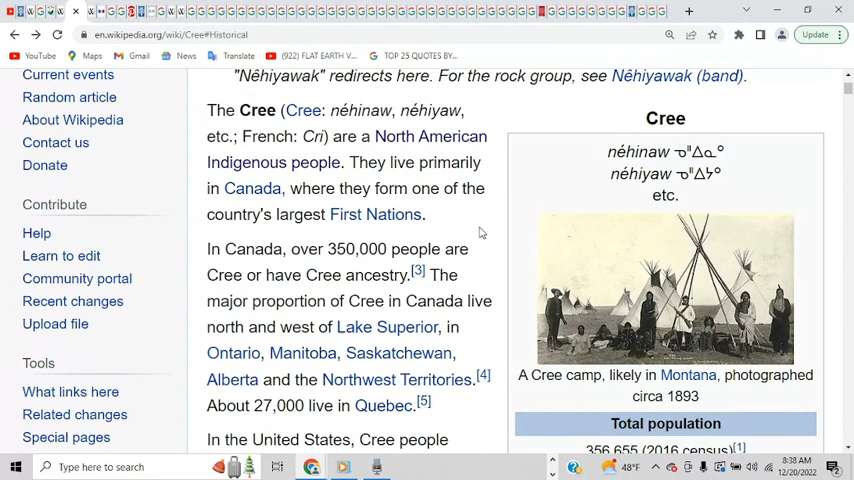 Update
en.wikipedia.org/wiki/Cree#Historical
YouTube
Maps
Gmail
News
Translate
(922) FLAT EARTH V...
TOP 25 QUOTES BY...
Current events
Random article
About Wikipedia
Contact us
Donate
Contribute
Help
Learn to edit
Community portal
Recent changes
Upload file
Tools
What links here
Related changes
Special pages
"Nêhiyawak" redirects here. For the rock group, see Nêhiyawak (band).
The Cree (Cree: néhinaw, néhiyaw,
etc.; French: Cri) are a North American
Indigenous people. They live primarily
in Canada, where they form one of the
country's largest First Nations.
In Canada, over 350,000 people are
Cree or have Cree ancestry.[3] The
major proportion of Cree in Canada live
north and west of Lake Superior, in
Ontario, Manitoba, Saskatchewan,
Alberta and the Northwest Territories.[4]
About 27,000 live in Quebec.[5]
In the United States, Cree people
Cree
néhinaw ᓀᐦᐃᓇᐤ
néhiyaw ᓀᐦᐃᔭᐤ
etc.
A Cree camp, likely in Montana, photographed
circa 1893
Total population
356,655 (2016 census)[1]
Type here to search
48°F
8:38 AM
12/20/2022
2